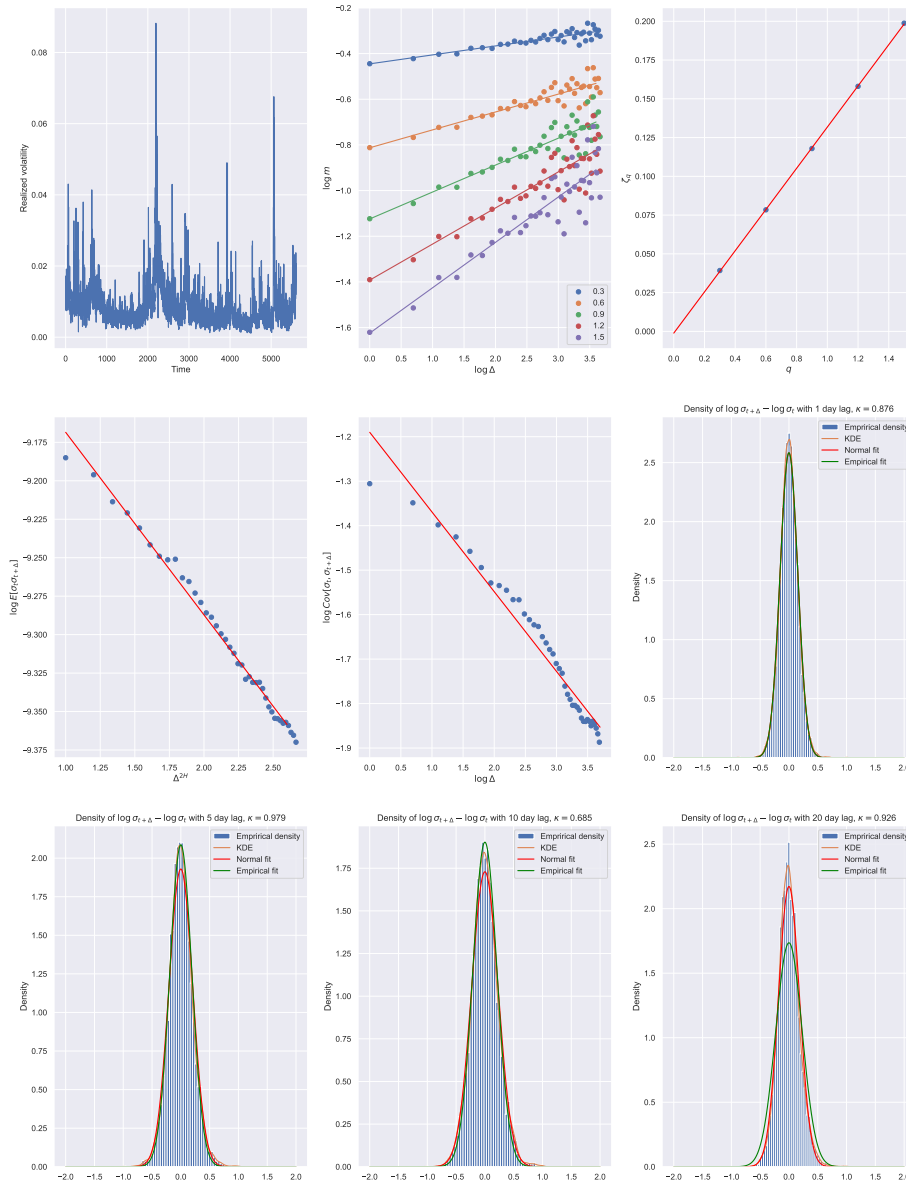 Realized volatility
0.08
0.06
0.04
0.02
0.00
0 1000 2000 3000 4000 5000
Time
log m
−0.4
−0.6
−0.8
−1.0
−1.2
−1.4
−1.6
0.3
0.6
0.9
1.2
1.5
0.0 0.5 1.0 1.5 2.0 2.5 3.0 3.5
log Δ
ζq
0.200
0.175
0.150
0.125
0.100
0.075
0.050
0.025
0.000
0.0 0.2 0.4 0.6 0.8 1.0 1.2 1.4
q
log E[σtσt+Δ]
−9.175
−9.200
−9.225
−9.250
−9.275
−9.300
−9.325
−9.350
−9.375
1.00 1.25 1.50 1.75 2.00 2.25 2.50
Δ^2H
log Cov[σt, σt+Δ]
−1.2
−1.3
−1.4
−1.5
−1.6
−1.7
−1.8
−1.9
0.0 0.5 1.0 1.5 2.0 2.5 3.0 3.5
log Δ
Density of log σt+Δ − log σt with 1 day lag, κ = 0.876
Emprirical density
KDE
Normal fit
Empirical fit
Density
2.5
2.0
1.5
1.0
0.5
0.0
−2.0 −1.5 −1.0 −0.5 0.0 0.5 1.0 1.5 2.0
Density of log σt+Δ − log σt with 5 day lag, κ = 0.979
Emprirical density
KDE
Normal fit
Empirical fit
Density
2.00
1.75
1.50
1.25
1.00
0.75
0.50
0.25
0.00
−2.0 −1.5 −1.0 −0.5 0.0 0.5 1.0 1.5 2.0
Density of log σt+Δ − log σt with 10 day lag, κ = 0.685
Emprirical density
KDE
Normal fit
Empirical fit
Density
1.75
1.50
1.25
1.00
0.75
0.50
0.25
0.00
−2.0 −1.5 −1.0 −0.5 0.0 0.5 1.0 1.5 2.0
Density of log σt+Δ − log σt with 20 day lag, κ = 0.926
Emprirical density
KDE
Normal fit
Empirical fit
Density
2.5
2.0
1.5
1.0
0.5
0.0
−2.0 −1.5 −1.0 −0.5 0.0 0.5 1.0 1.5 2.0